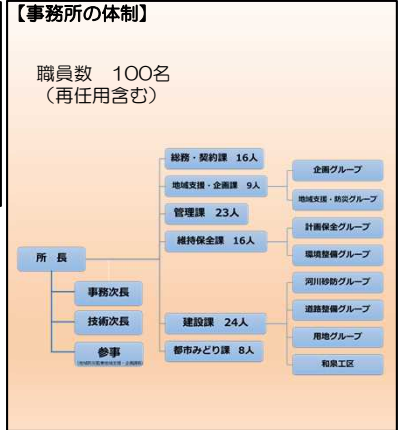 【事務所の体制】
職員数 100名
（再任用含む）
総務・契約課 16人
地域支援・企画課 9人
管理課 23人
維持保全課 16人
建設課 24人
都市みどり課 8人
企画グループ
地域支援・防災グループ
計画保全グループ
環境整備グループ
河川砂防グループ
道路整備グループ
用地グループ
和泉工区
所 長
事務次長
技術次長
参事